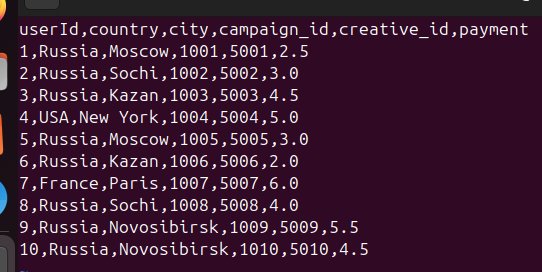 userId,country,city,campaign_id,creative_id,payment
1,Russia,Moscow,1001,5001,2.5
2,Russia,Sochi,1002,5002,3.0
3,Russia,Kazan,1003,5003,4.5
4,USA,New York,1004,5004,5.0
5,Russia,Moscow,1005,5005,3.0
6,Russia,Kazan,1006,5006,2.0
7,France,Paris,1007,5007,6.0
8,Russia,Sochi,1008,5008,4.0
9,Russia,Novosibirsk,1009,5009,5.5
10,Russia,Novosibirsk,1010,5010,4.5